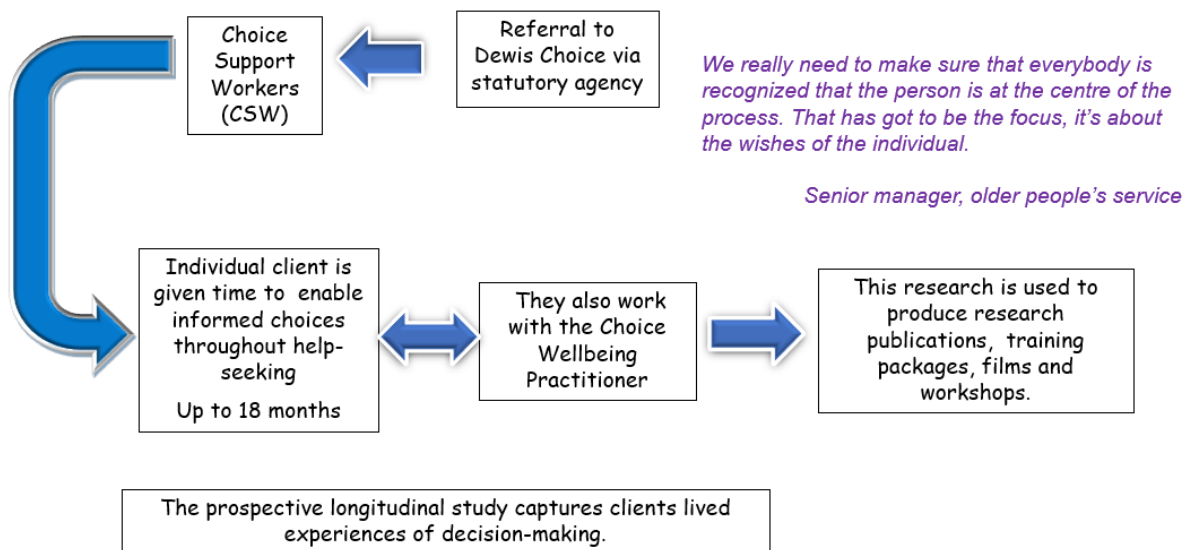 Choice
Support
Workers
(CSW)
Referral to
Dewis Choice via
statutory agency
We really need to make sure that everybody is
recognized that the person is at the centre of the
process. That has got to be the focus, it's about
the wishes of the individual.
Senior manager, older people's service
Individual client is
given time to  enable
informed choices
throughout help-
seeking
Up to 18 months
They also work
with the Choice
Wellbeing
Practitioner
This research is used to
produce research
publications,  training
packages, films and
workshops.
The prospective longitudinal study captures clients lived
experiences of decision-making.